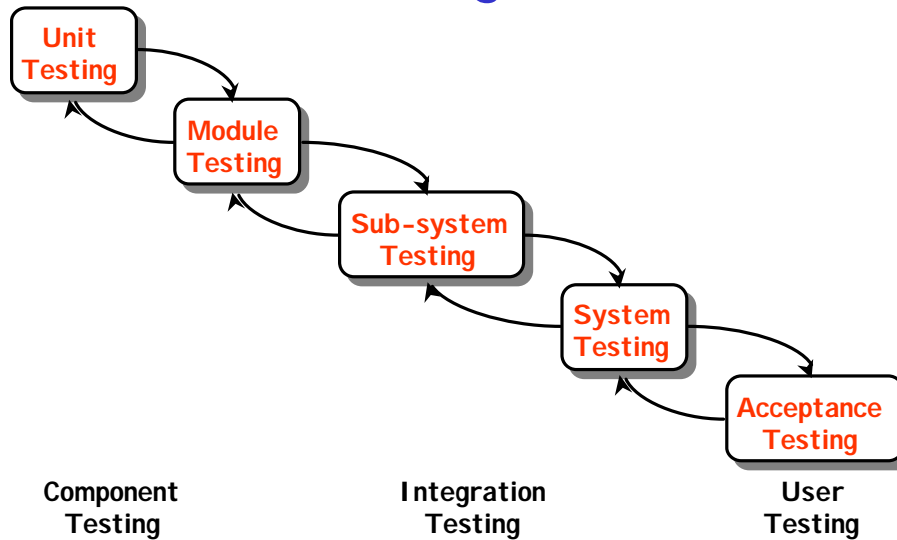 Unit
Testing
Module
Testing
Sub-system
Testing
System
Testing
Acceptance
Testing
Component
Testing
Integration
Testing
User
Testing